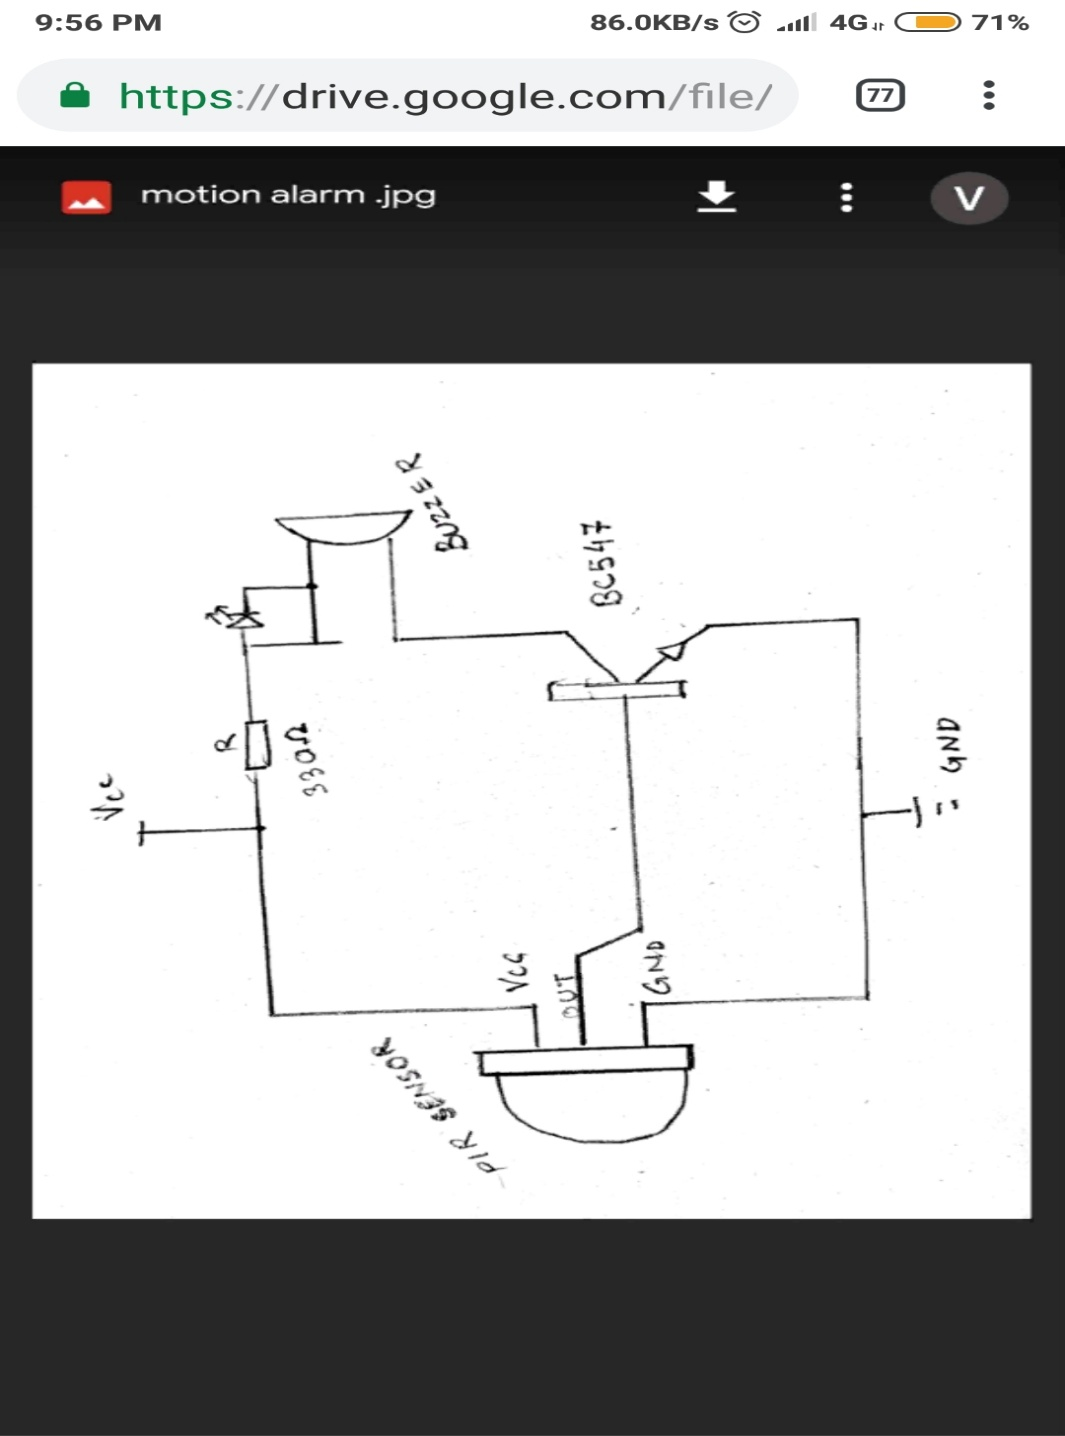 9:56 PM 86.0KB/s 4G 71%
https://drive.google.com/file/ 77
motion alarm .jpg V
BUZZER
BC547
R
330Ω
Vcc
GND
Vcc
OUT
GND
PIR SENSOR